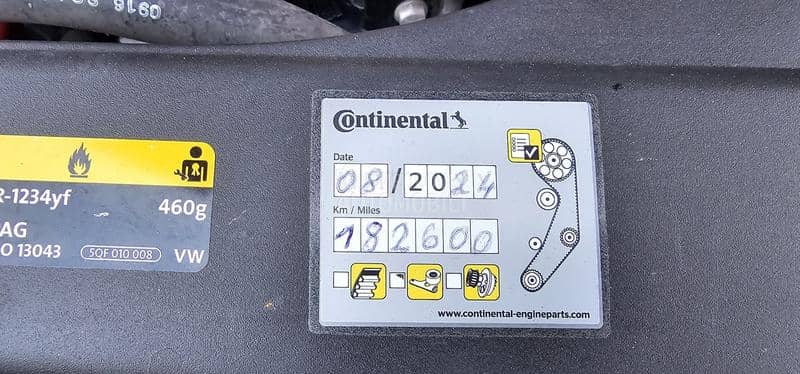 0916
Continental
Date
08/2024
Km / Miles
182600
www.continental-engineparts.com
R-1234yf
460g
AG
O 13043
5QF 010 008
VW